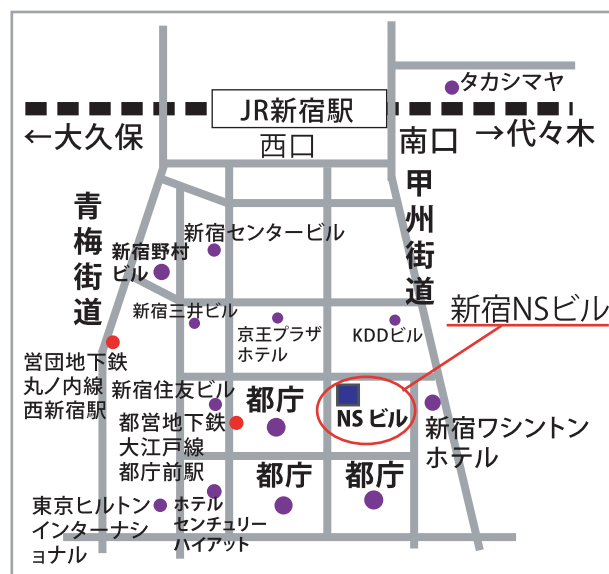 タカシマヤ
JR新宿駅
←大久保
西口
南口
→代々木
青梅街道
甲州街道
新宿センタービル
新宿野村
ビル
新宿NSビル
新宿三井ビル
京王プラザ
ホテル
KDDビル
営団地下鉄
丸ノ内線
西新宿駅
新宿住友ビル
都庁
NSビル
都営地下鉄
大江戸線
都庁前駅
新宿ワシントン
ホテル
都庁
都庁
東京ヒルトン
インターナシ
ョナル
ホテル
センチュリー
ハイアット